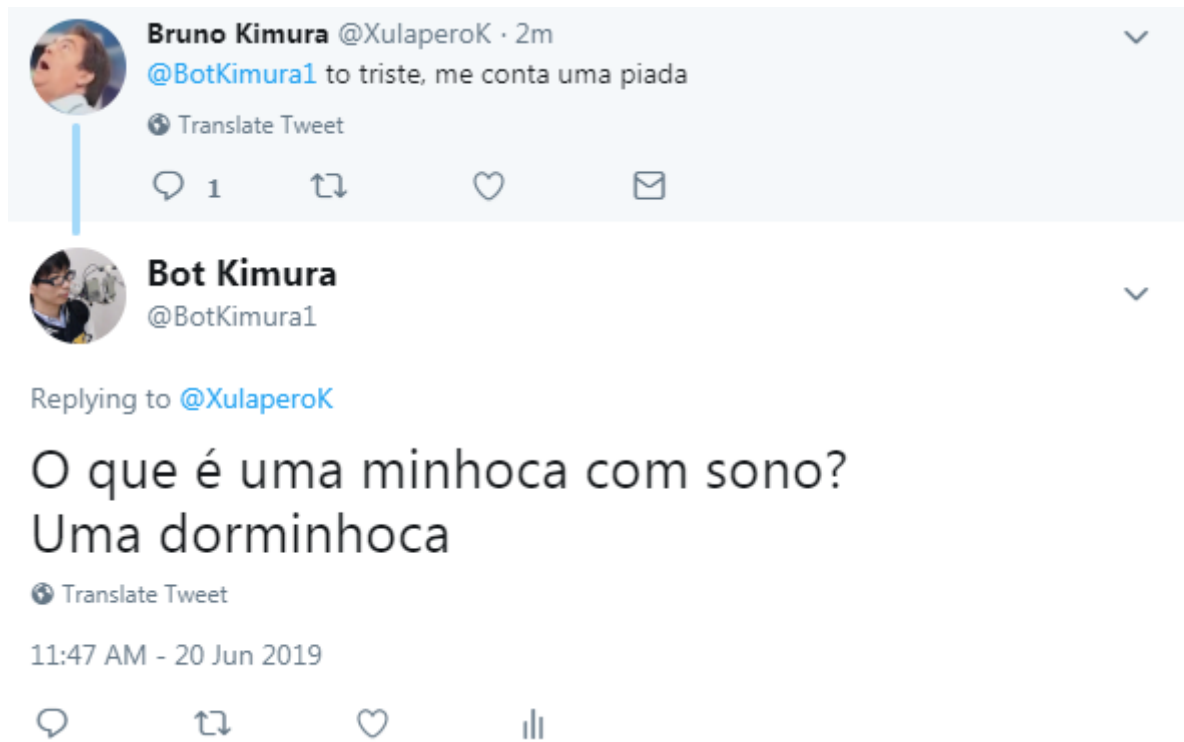 Bruno Kimura @XulaperoK · 2m
@BotKimura1 to triste, me conta uma piada
Translate Tweet
1
Bot Kimura
@BotKimura1
Replying to @XulaperoK
O que é uma minhoca com sono?
Uma dorminhoca
Translate Tweet
11:47 AM - 20 Jun 2019